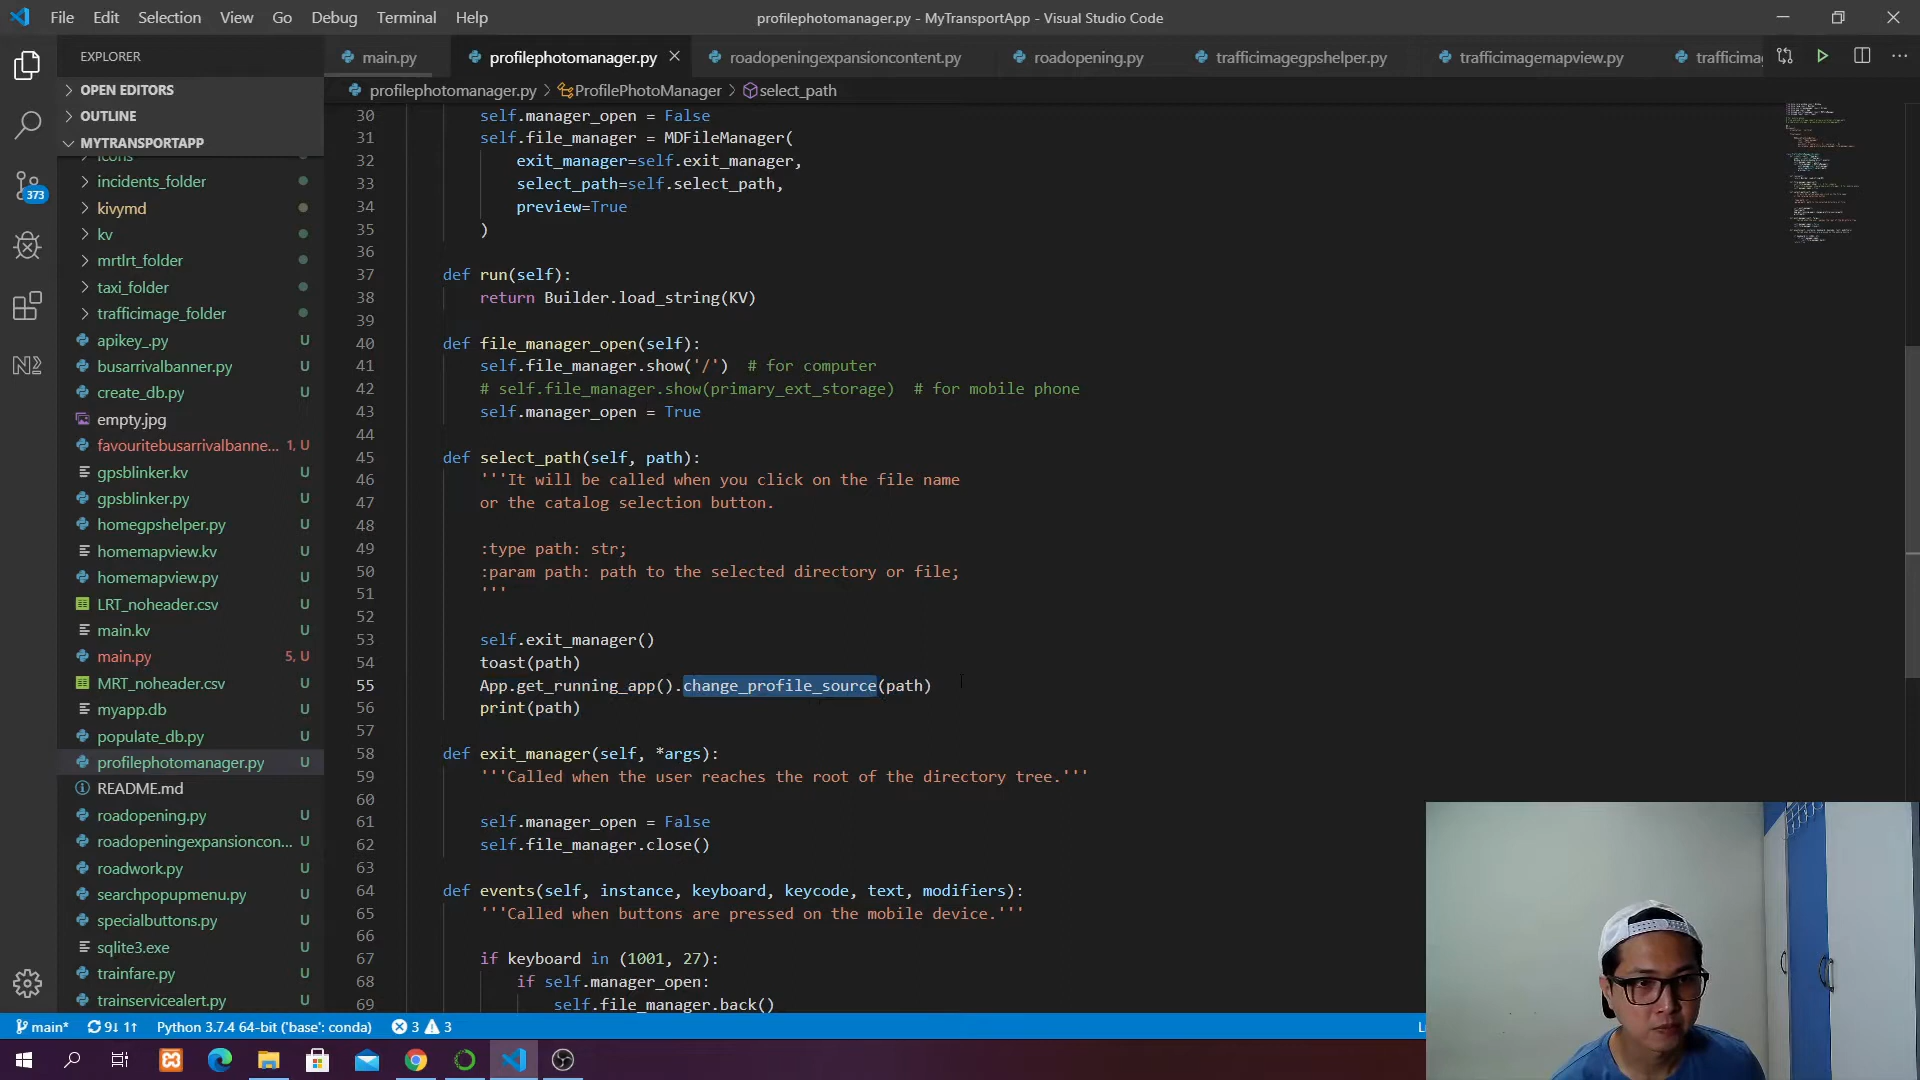 File Edit Selection View Go Debug Terminal Help
profilephotomanager.py - MyTransportApp - Visual Studio Code
EXPLORER
OPEN EDITORS
OUTLINE
MYTRANSPORTAPP
icons
incidents_folder
kivymd
kv
mrtlrt_folder
taxi_folder
trafficimage_folder
apikey_.py U
busarrivalbanner.py U
create_db.py U
empty.jpg
favouritebusarrivalbanne... 1, U
gpsblinker.kv U
gpsblinker.py U
homegpshelper.py U
homemapview.kv U
homemapview.py U
LRT_noheader.csv U
main.kv U
main.py 5, U
MRT_noheader.csv U
myapp.db U
populate_db.py U
profilephotomanager.py U
README.md
roadopening.py U
roadopeningexpansioncon... U
roadwork.py U
searchpopupmenu.py U
specialbuttons.py U
sqlite3.exe U
trainfare.py U
trainservicealert.py U
373
main.py profilephotomanager.py roadopeningexpansioncontent.py roadopening.py trafficimagegpshelper.py trafficimagemapview.py trafficima
profilephotomanager.py > ProfilePhotoManager > select_path
30 self.manager_open = False
31 self.file_manager = MDFileManager(
32 exit_manager=self.exit_manager,
33 select_path=self.select_path,
34 preview=True
35 )
36
37 def run(self):
38 return Builder.load_string(KV)
39
40 def file_manager_open(self):
41 self.file_manager.show('/') # for computer
42 # self.file_manager.show(primary_ext_storage) # for mobile phone
43 self.manager_open = True
44
45 def select_path(self, path):
46 '''It will be called when you click on the file name
47 or the catalog selection button.
48
49 :type path: str;
50 :param path: path to the selected directory or file;
51 '''
52
53 self.exit_manager()
54 toast(path)
55 App.get_running_app().change_profile_source(path)
56 print(path)
57
58 def exit_manager(self, *args):
59 '''Called when the user reaches the root of the directory tree.'''
60
61 self.manager_open = False
62 self.file_manager.close()
63
64 def events(self, instance, keyboard, keycode, text, modifiers):
65 '''Called when buttons are pressed on the mobile device.'''
66
67 if keyboard in (1001, 27):
68 if self.manager_open:
69 self.file_manager.back()
main* 9↓ 1↑ Python 3.7.4 64-bit ('base': conda) 3 3